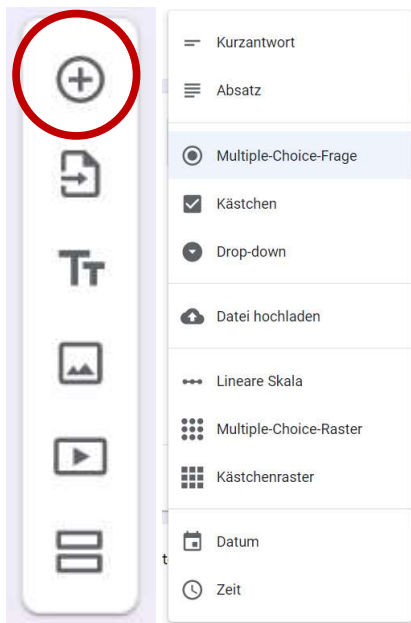 Kurzantwort
Absatz
Multiple-Choice-Frage
Kästchen
Drop-down
Datei hochladen
Lineare Skala
Multiple-Choice-Raster
Kästchenraster
Datum
Zeit